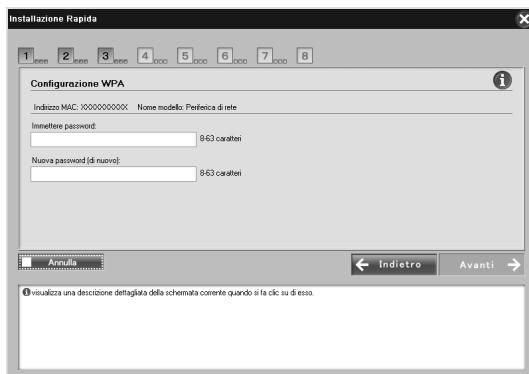 Installazione Rapida
1 2 3 4 5 6 7 8
Configurazione WPA
Indirizzo MAC: XXXXXXXXXX Nome modello: Periferica di rete
Immettere password:
8-63 caratteri
Nuova password (di nuovo):
8-63 caratteri
Annulla
Indietro
Avanti
visualizza una descrizione dettagliata della schermata corrente quando si fa clic su di esso.